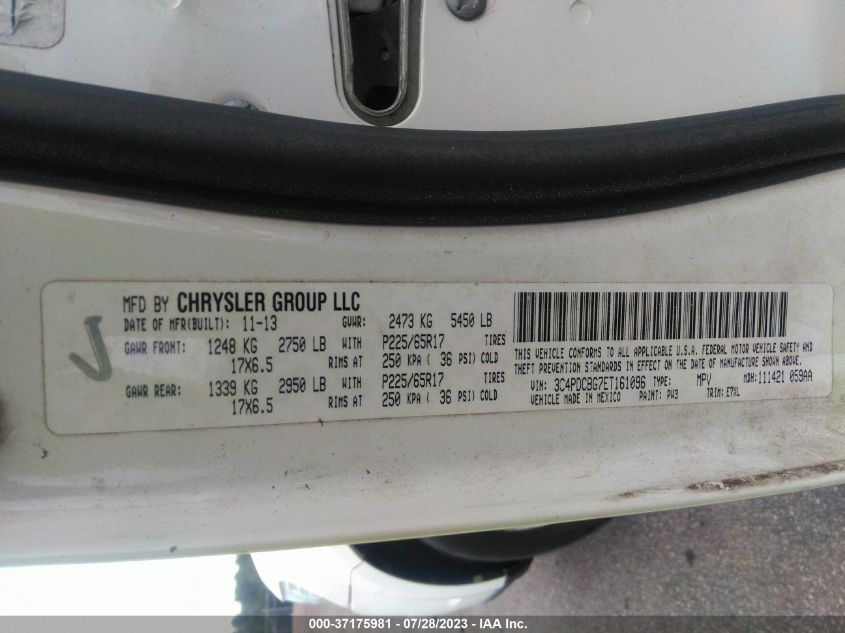 MFD BY CHRYSLER GROUP LLC
DATE OF MFR(BUILT): 11-13 GVWR: 2473 KG 5450 LB
GAWR FRONT: 1248 KG 2750 LB WITH P225/65R17 TIRES
17X6.5 RIMS AT 250 KPA ( 36 PSI) COLD
GAWR REAR: 1339 KG 2950 LB WITH P225/65R17 TIRES
17X6.5 RIMS AT 250 KPA ( 36 PSI) COLD
THIS VEHICLE CONFORMS TO ALL APPLICABLE U.S.A. FEDERAL MOTOR VEHICLE SAFETY AND
THEFT PREVENTION STANDARDS IN EFFECT ON THE DATE OF MANUFACTURE SHOWN ABOVE.
VIN: 3C4PDCBG7ET161096 TYPE: MPV MDH: 111421 059AA
VEHICLE MADE IN MEXICO PAINT: PW3 TRIM: E7XL
000-37175981 / 07/28/2023 / IAA Inc.